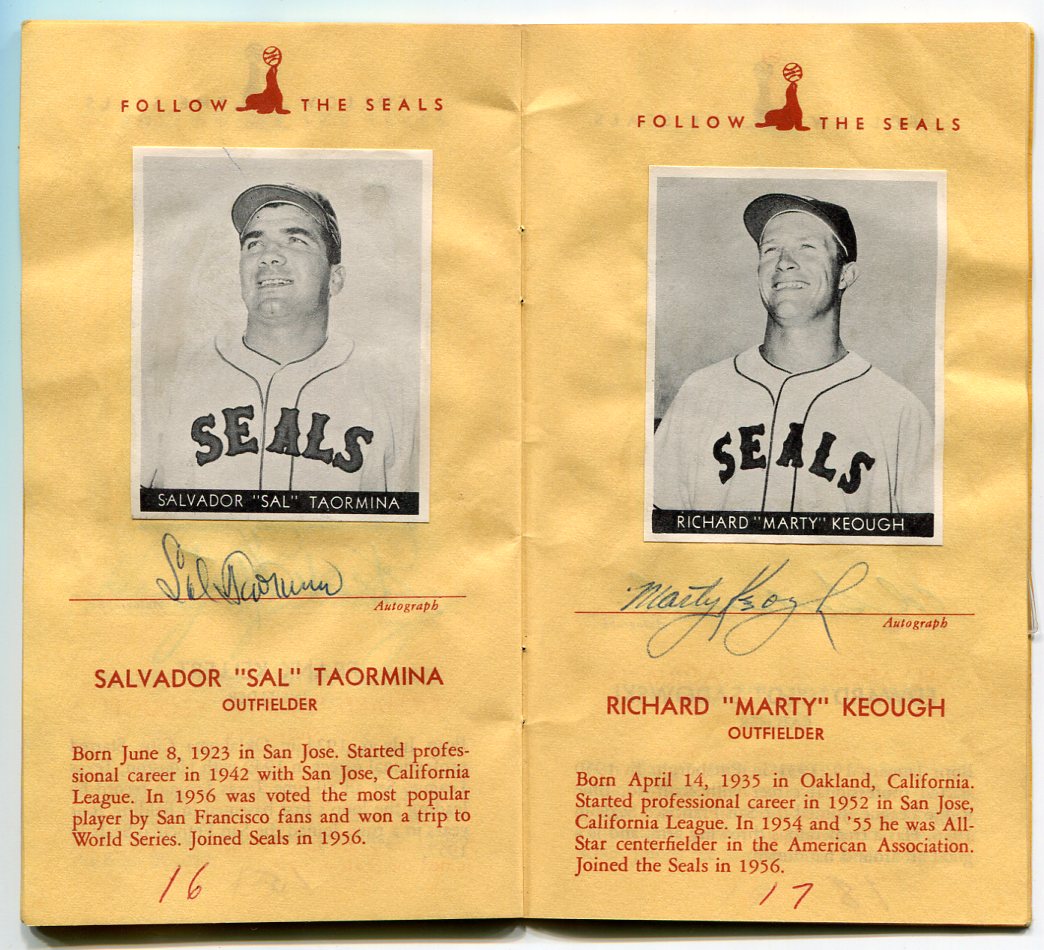 FOLLOW THE SEALS
SEALS
SALVADOR "SAL" TAORMINA
Sal Taormina
Autograph
SALVADOR "SAL" TAORMINA
OUTFIELDER
Born June 8, 1923 in San Jose. Started profes-
sional career in 1942 with San Jose, California
League. In 1956 was voted the most popular
player by San Francisco fans and won a trip to
World Series. Joined Seals in 1956.
16
FOLLOW THE SEALS
SEALS
RICHARD "MARTY" KEOUGH
Marty Keough
Autograph
RICHARD "MARTY" KEOUGH
OUTFIELDER
Born April 14, 1935 in Oakland, California.
Started professional career in 1952 in San Jose,
California League. In 1954 and '55 he was All-
Star centerfielder in the American Association.
Joined the Seals in 1956.
17